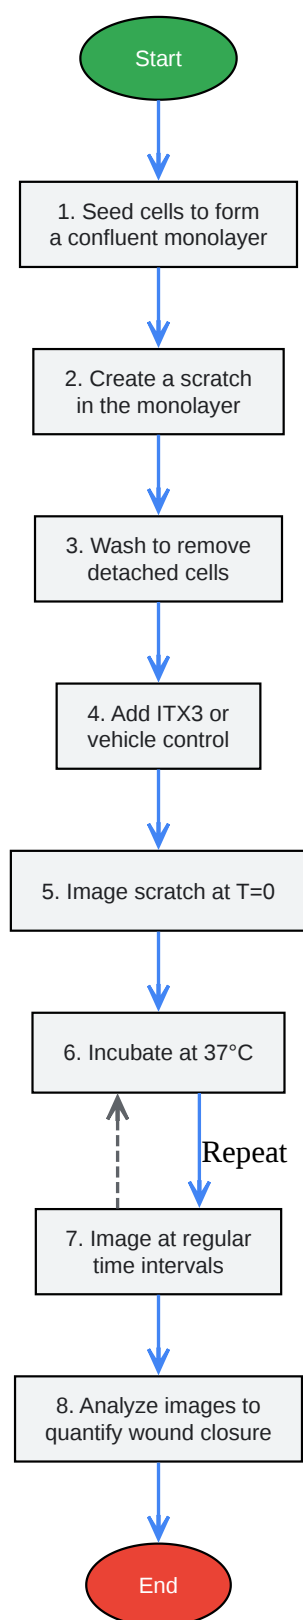 Start
1. Seed cells to form
a confluent monolayer
2. Create a scratch
in the monolayer
3. Wash to remove
detached cells
4. Add ITX3 or
vehicle control
5. Image scratch at T=0
6. Incubate at 37°C
Repeat
7. Image at regular
time intervals
8. Analyze images to
quantify wound closure
End